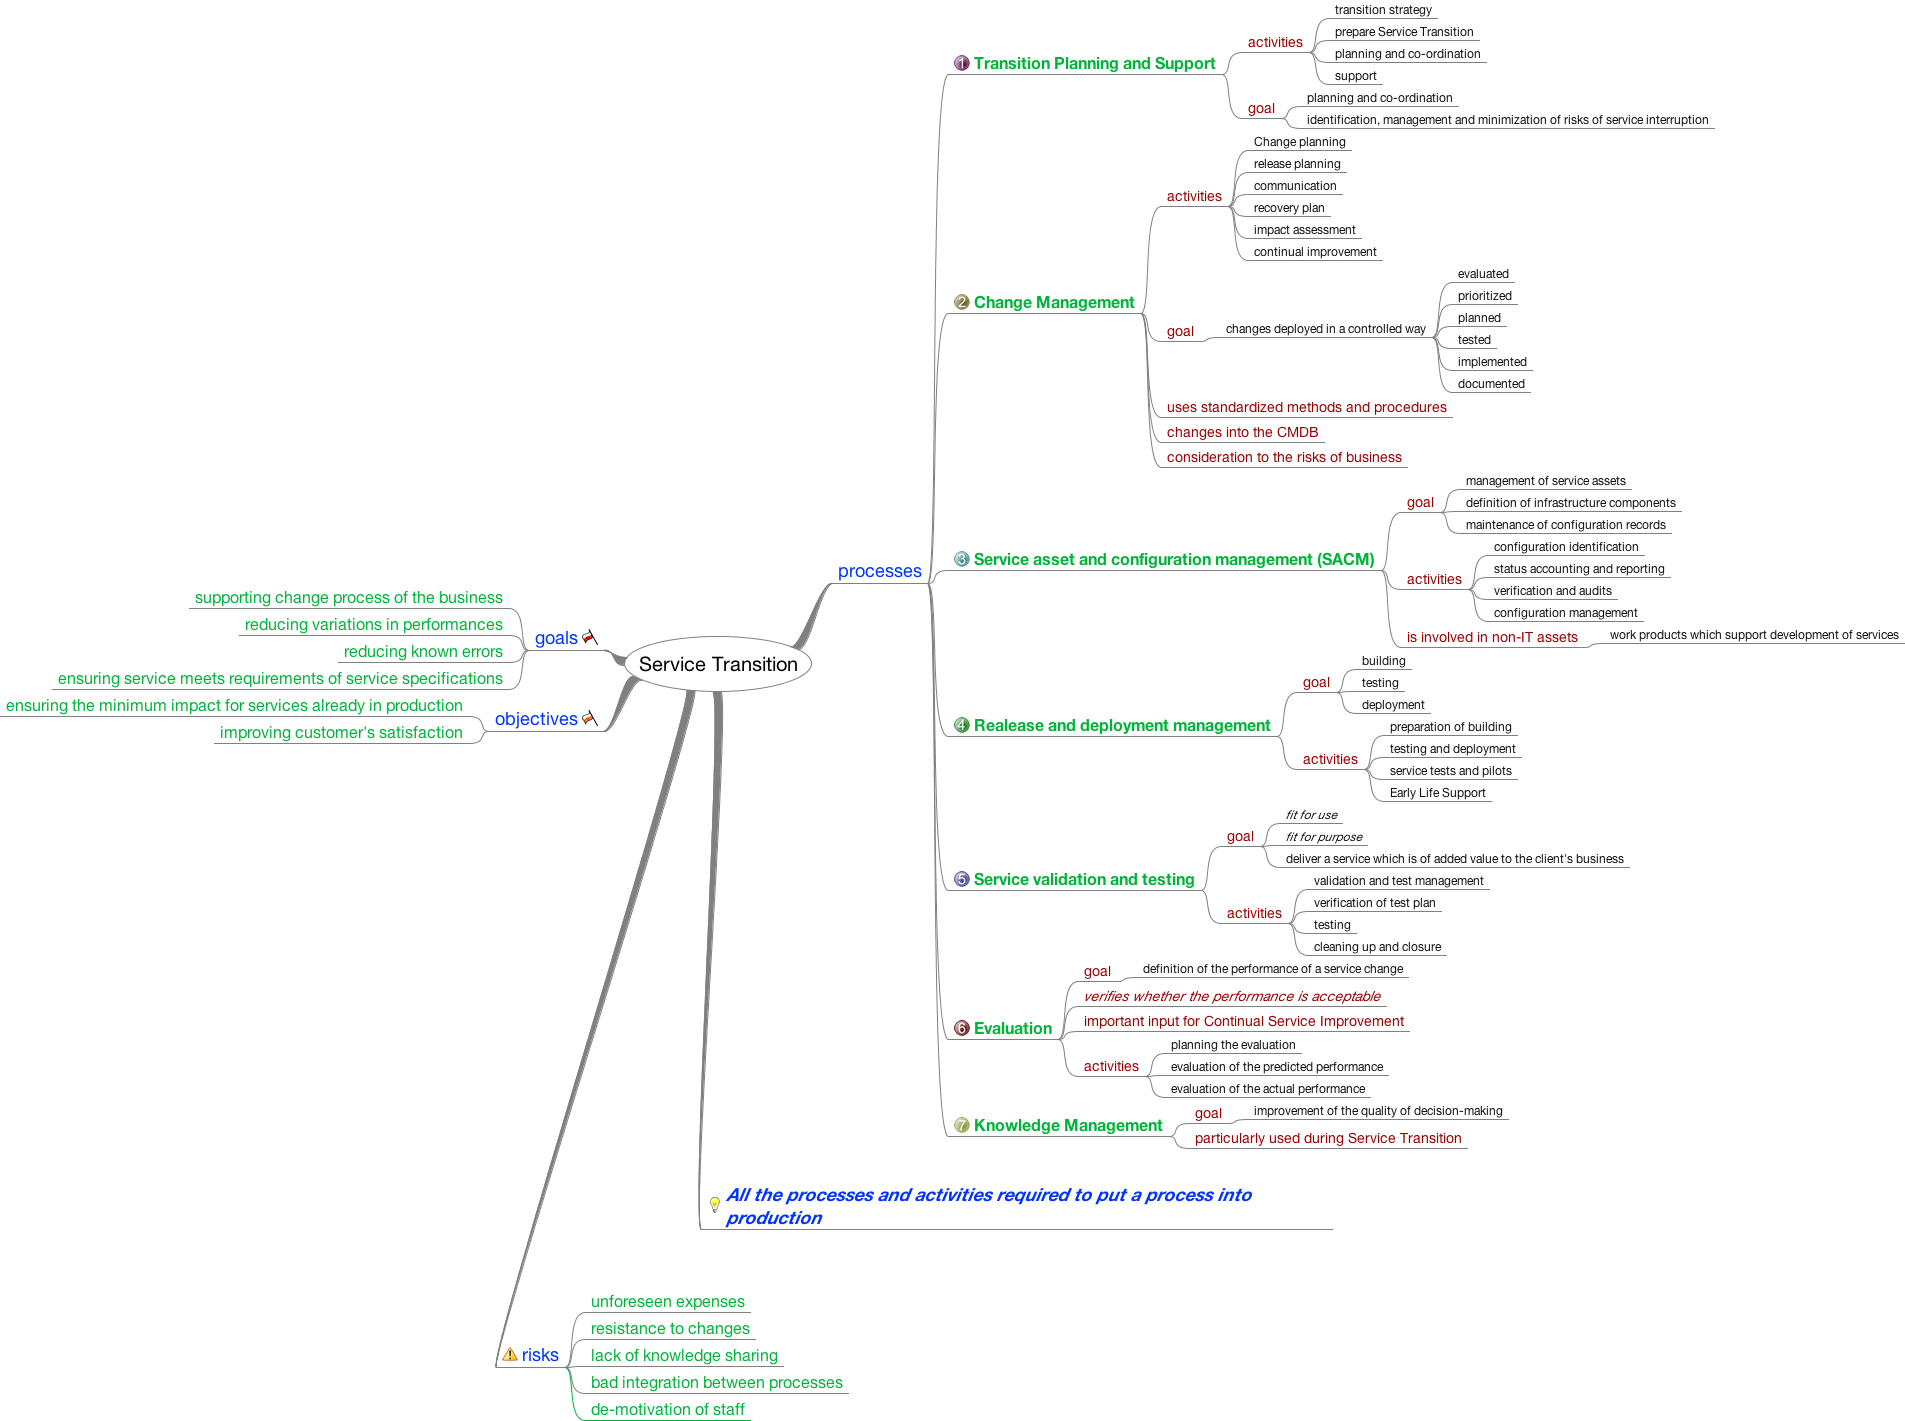 Service Transition
processes
1 Transition Planning and Support
activities
transition strategy
prepare Service Transition
planning and co-ordination
support
goal
planning and co-ordination
identification, management and minimization of risks of service interruption
2 Change Management
activities
Change planning
release planning
communication
recovery plan
impact assessment
continual improvement
goal
changes deployed in a controlled way
evaluated
prioritized
planned
tested
implemented
documented
uses standardized methods and procedures
changes into the CMDB
consideration to the risks of business
3 Service asset and configuration management (SACM)
goal
management of service assets
definition of infrastructure components
maintenance of configuration records
activities
configuration identification
status accounting and reporting
verification and audits
configuration management
is involved in non-IT assets
work products which support development of services
4 Realease and deployment management
goal
building
testing
deployment
activities
preparation of building
testing and deployment
service tests and pilots
Early Life Support
5 Service validation and testing
goal
fit for use
fit for purpose
deliver a service which is of added value to the client's business
activities
validation and test management
verification of test plan
testing
cleaning up and closure
6 Evaluation
goal
definition of the performance of a service change
verifies whether the performance is acceptable
important input for Continual Service Improvement
activities
planning the evaluation
evaluation of the predicted performance
evaluation of the actual performance
7 Knowledge Management
goal
improvement of the quality of decision-making
particularly used during Service Transition
goals
supporting change process of the business
reducing variations in performances
reducing known errors
ensuring service meets requirements of service specifications
objectives
ensuring the minimum impact for services already in production
improving customer's satisfaction
All the processes and activities required to put a process into
production
risks
unforeseen expenses
resistance to changes
lack of knowledge sharing
bad integration between processes
de-motivation of staff